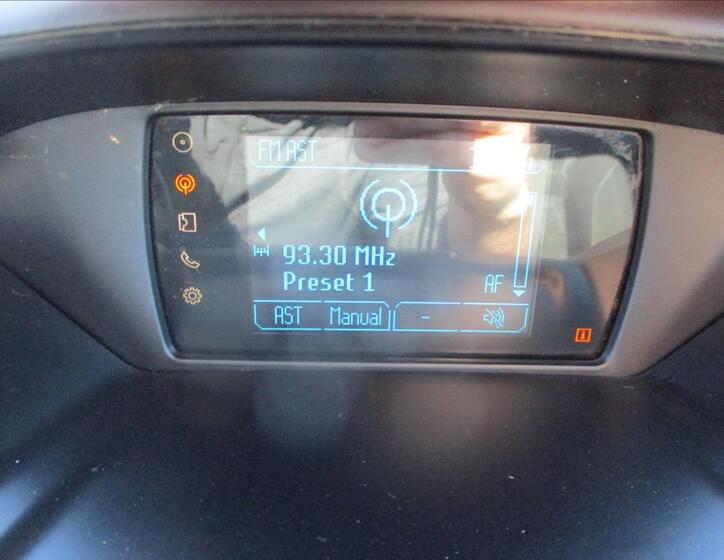 FM AST
93.30 MHz
Preset 1
AF
AST Manual -
i